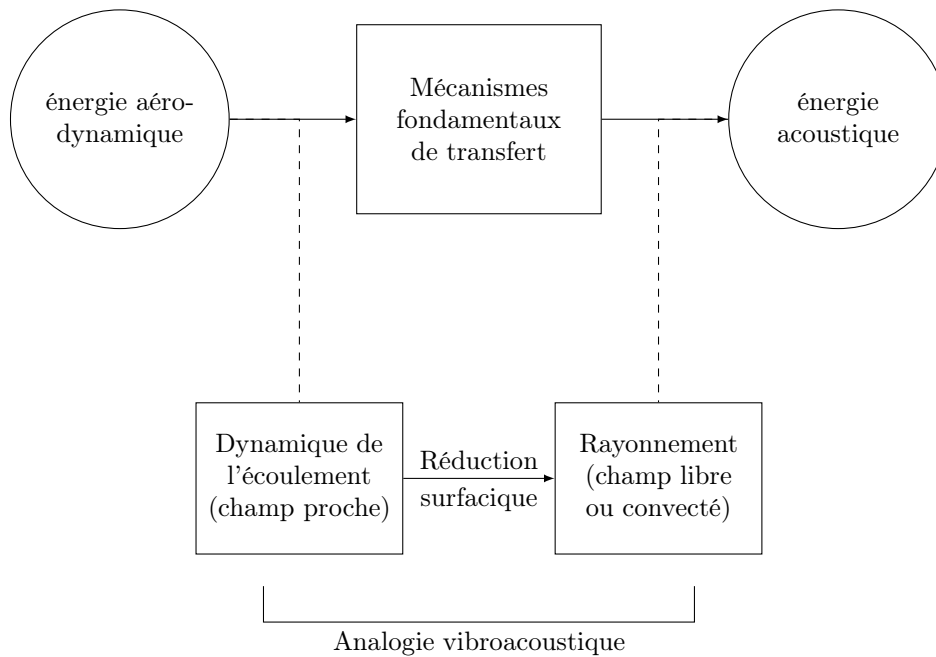 énergie aéro-
dynamique
Mécanismes
fondamentaux
de transfert
énergie
acoustique
Dynamique de
l'écoulement
(champ proche)
Réduction
surfacique
Rayonnement
(champ libre
ou convecté)
Analogie vibroacoustique